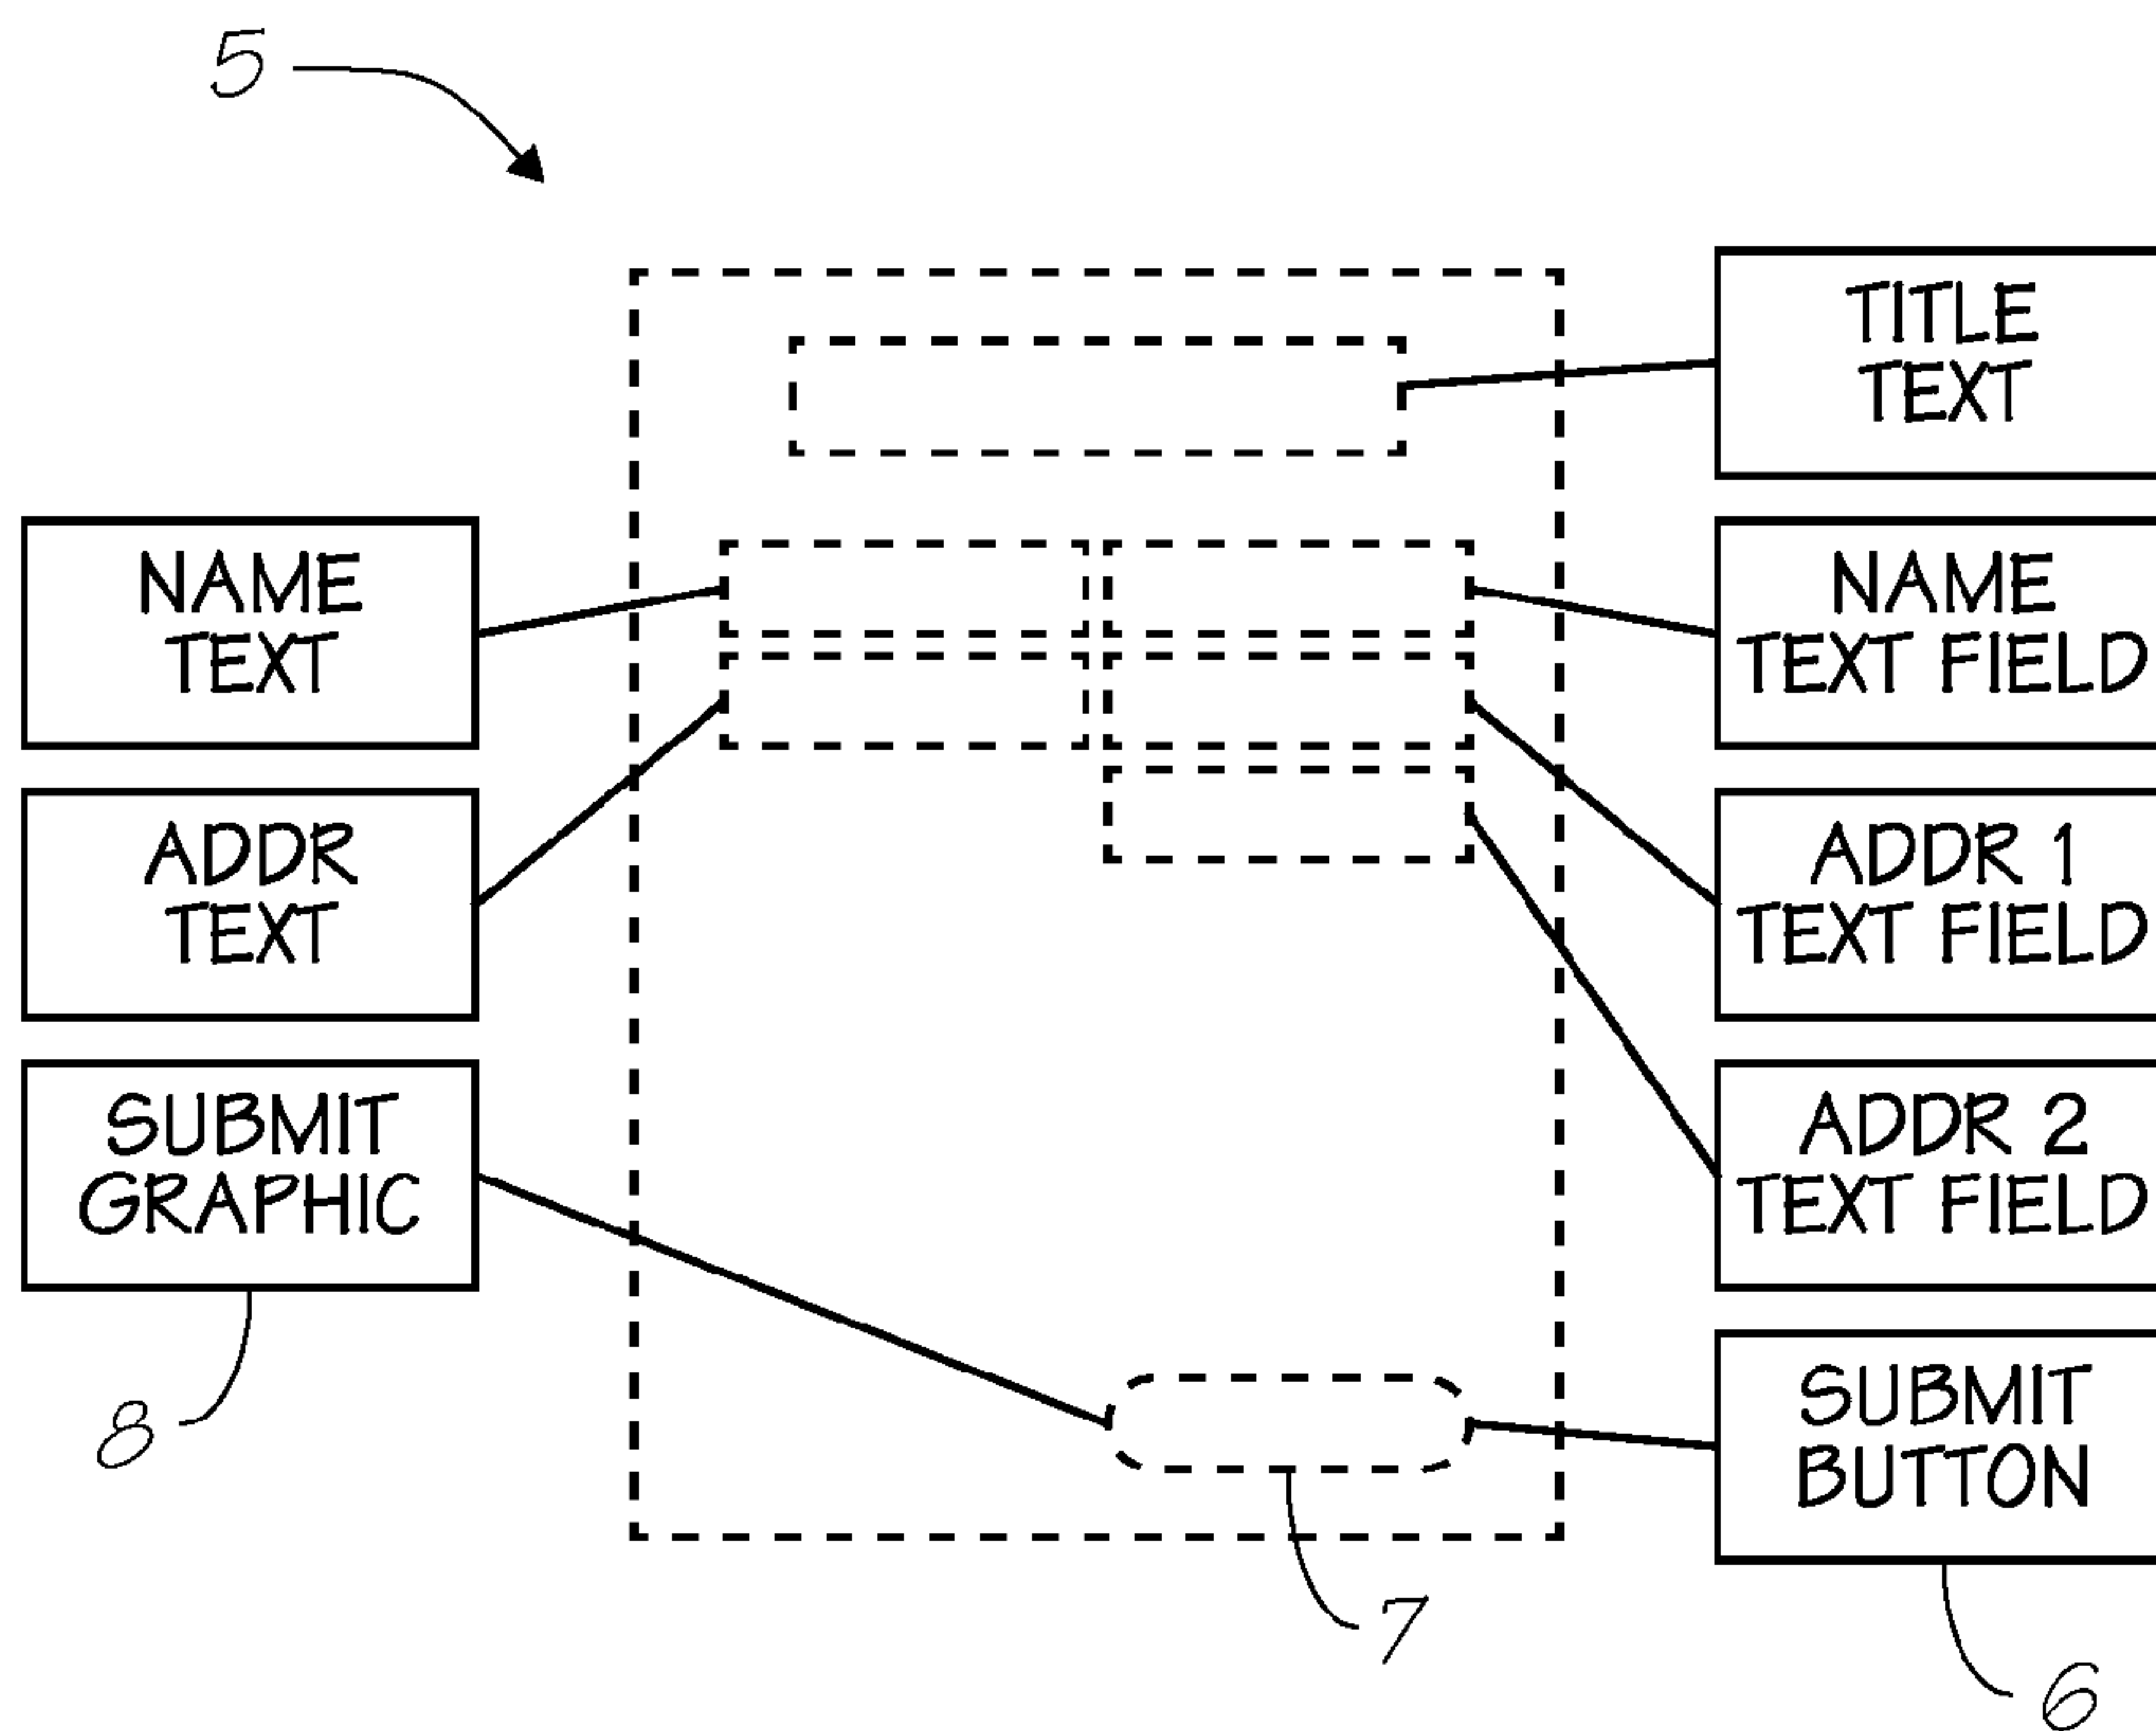 5
TITLE
TEXT
NAME
TEXT
NAME
TEXT FIELD
ADDR
TEXT
ADDR 1
TEXT FIELD
SUBMIT
GRAPHIC
ADDR 2
TEXT FIELD
SUBMIT
BUTTON
8
7
6